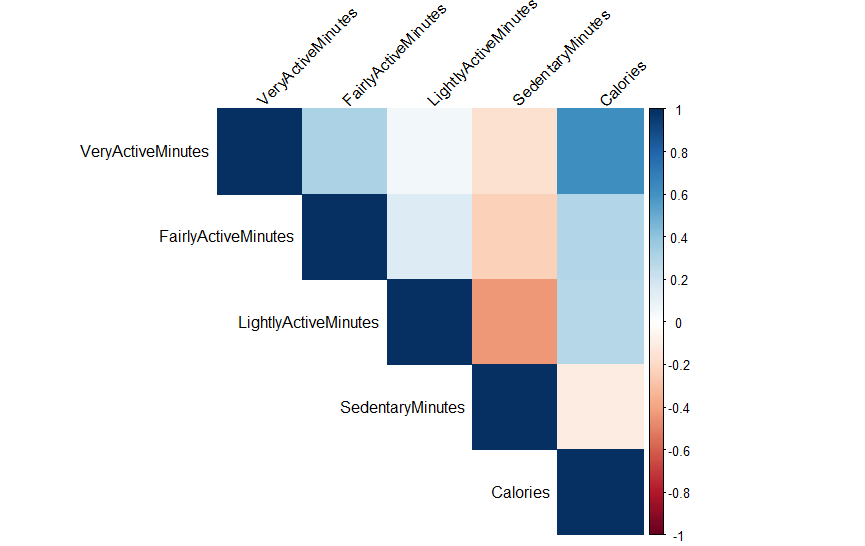 VeryActiveMinutes
FairlyActiveMinutes
LightlyActiveMinutes
SedentaryMinutes
Calories
VeryActiveMinutes
FairlyActiveMinutes
LightlyActiveMinutes
SedentaryMinutes
Calories
1
0.8
0.6
0.4
0.2
0
-0.2
-0.4
-0.6
-0.8
-1